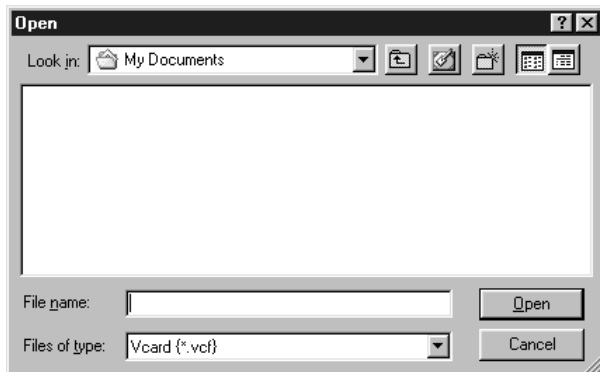 Open
Look in: My Documents
File name: Open
Files of type: Vcard {*.vcf} Cancel